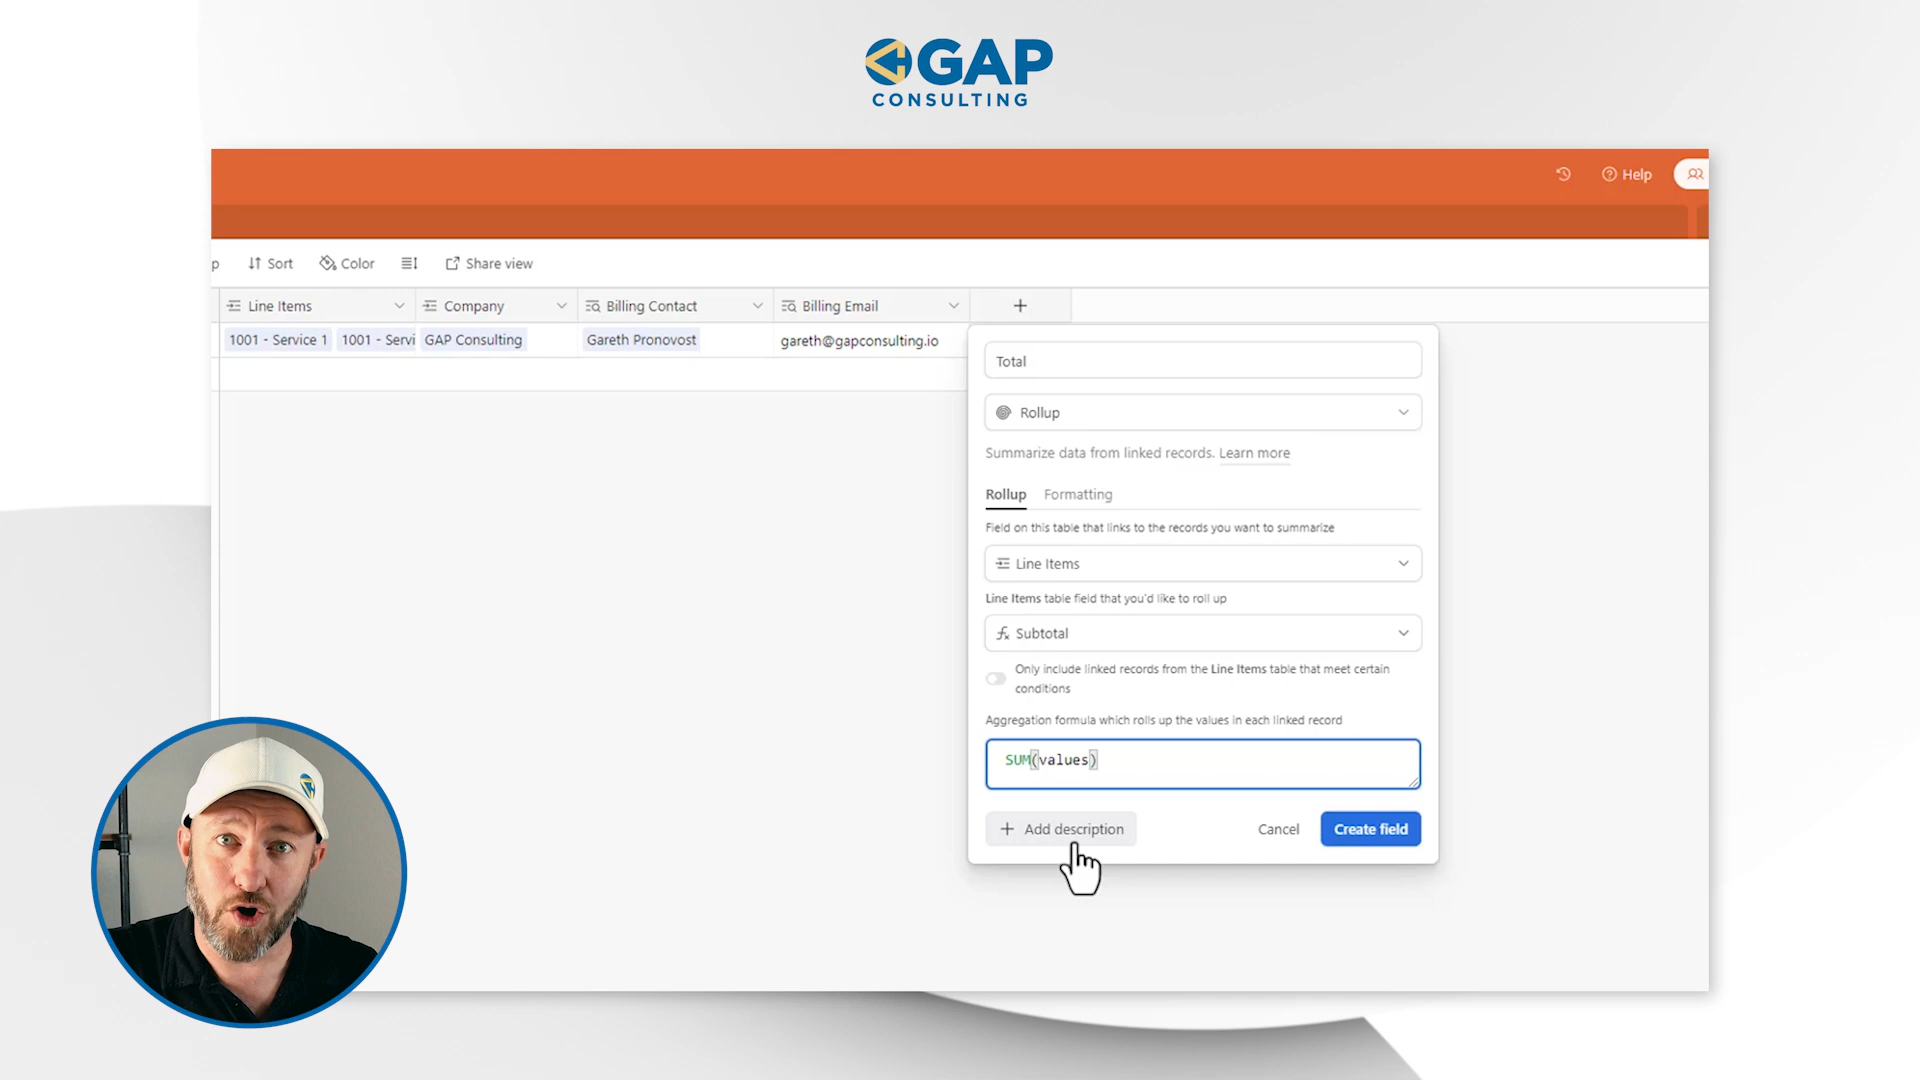 GAP
CONSULTING
Help
p Sort Color Share view
Line Items Company Billing Contact Billing Email
1001 - Service 1 1001 - Servi GAP Consulting Gareth Pronovost gareth@gapconsulting.io
Total
Rollup
Summarize data from linked records. Learn more
Rollup Formatting
Field on this table that links to the records you want to summarize
Line Items
Line Items table field that you'd like to roll up
Subtotal
Only include linked records from the Line Items table that meet certain
conditions
Aggregation formula which rolls up the values in each linked record
SUM(values)
+ Add description Cancel Create field